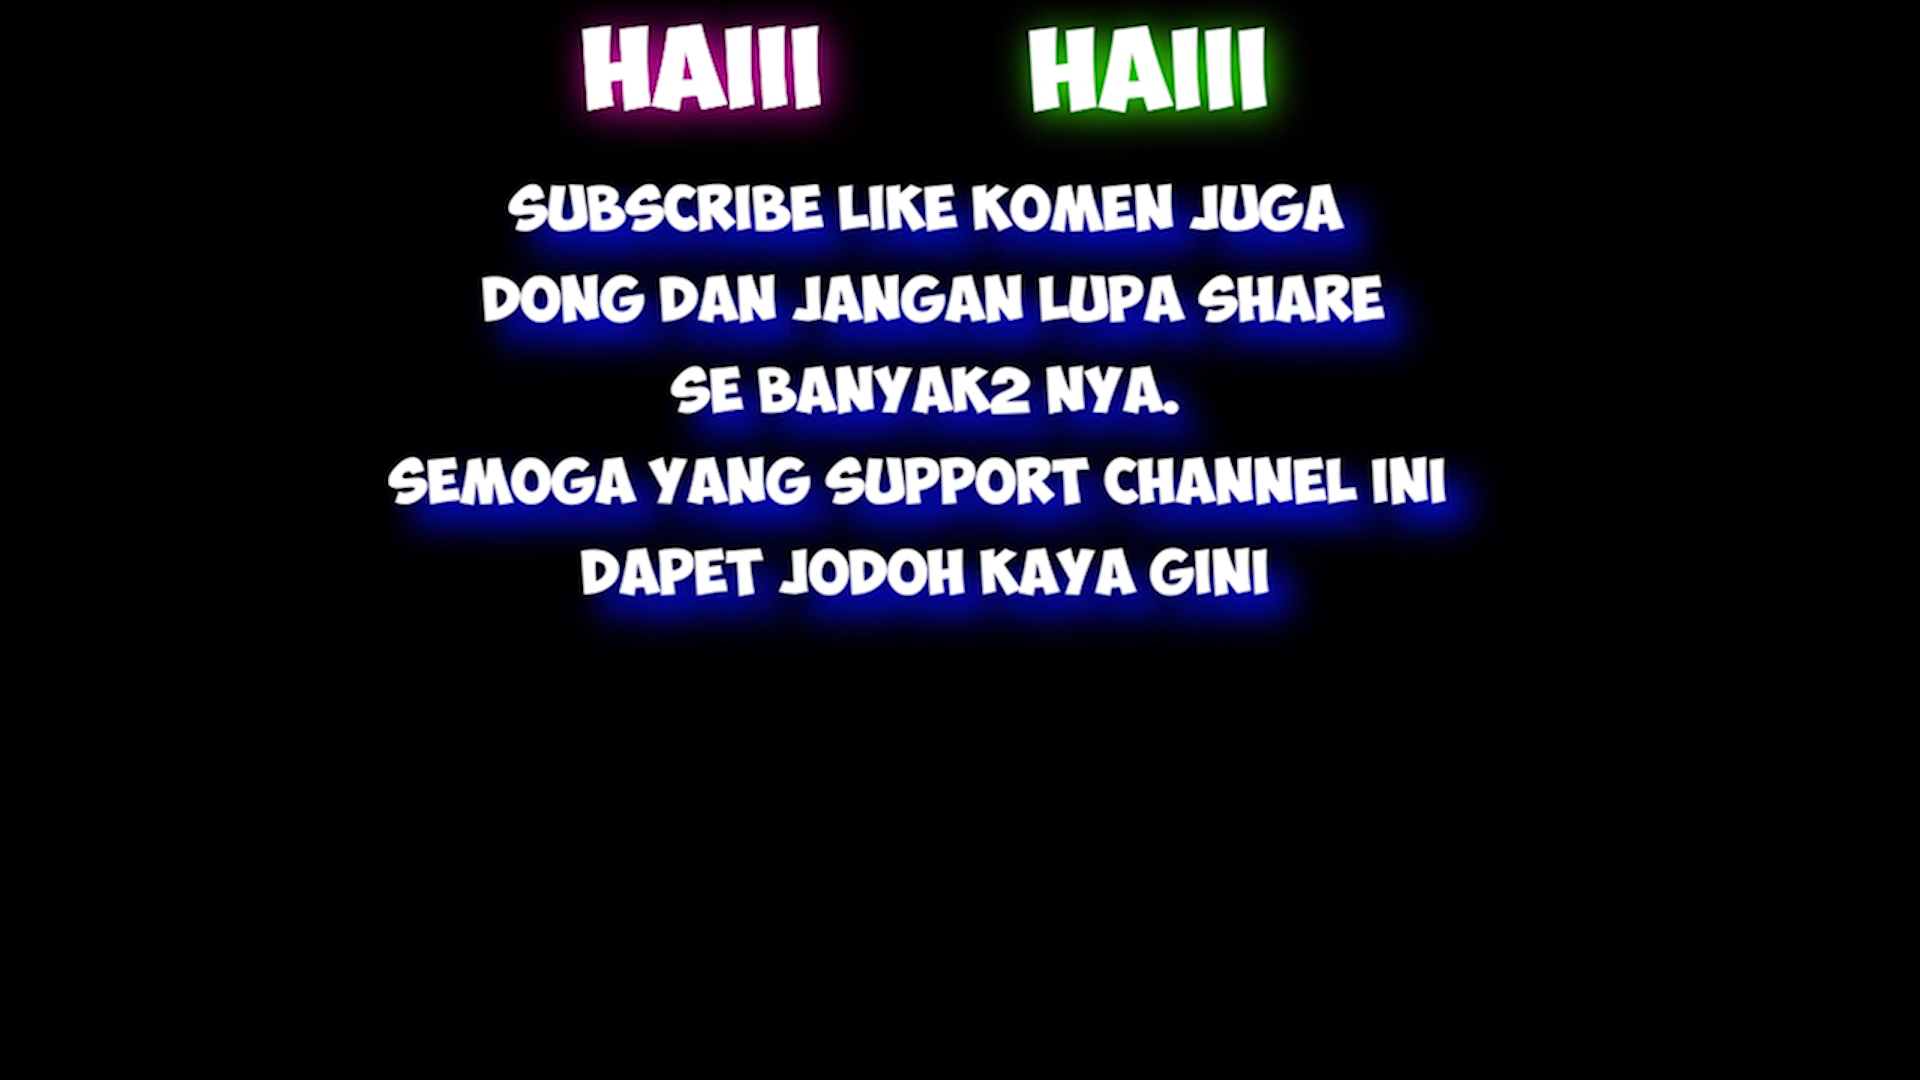 HAIII HAIII
SUBSCRIBE LIKE KOMEN JUGA
DONG DAN JANGAN LUPA SHARE
SE BANYAK2 NYA.
SEMOGA YANG SUPPORT CHANNEL INI
DAPET JODOH KAYA GINI